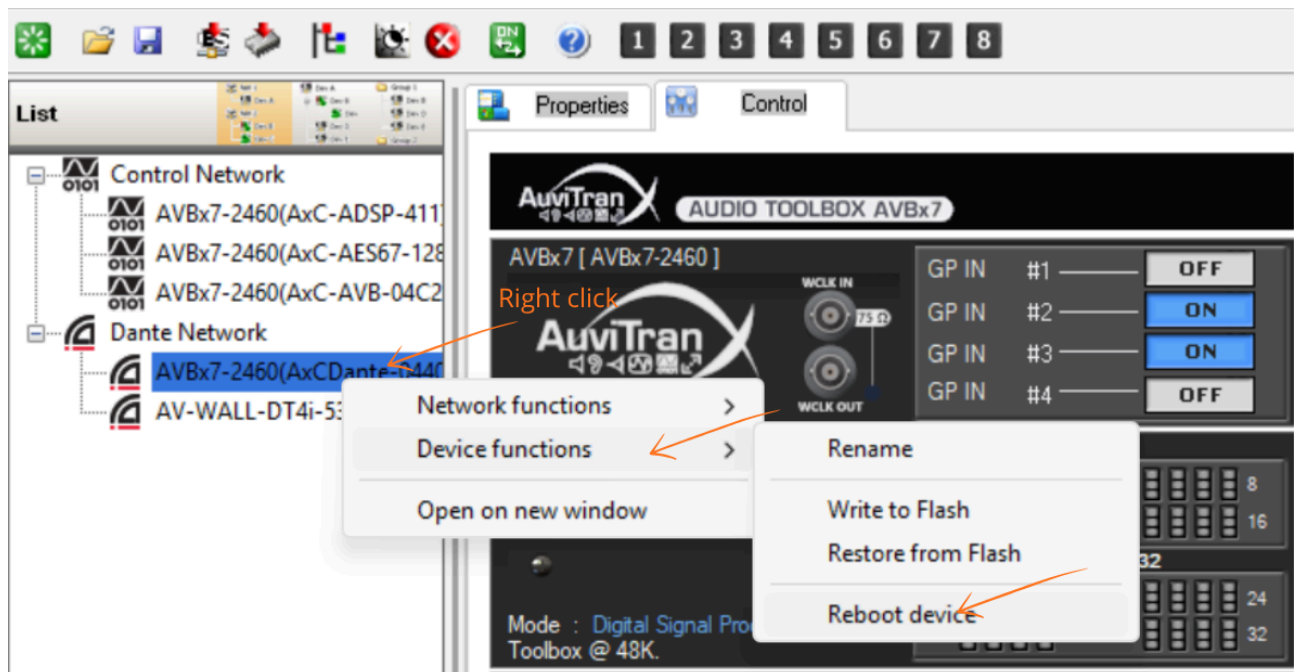 ON
1 2 3 4 5 6 7 8
List
Properties
Control
Control Network
AVBx7-2460(AxC-ADSP-411)
AVBx7-2460(AxC-AES67-128
AVBx7-2460(AxC-AVB-04C2
Dante Network
AVBx7-2460(AxCDante-0440
AV-WALL-DT4i-53
Right click
Network functions
Device functions
Open on new window
Rename
Write to Flash
Restore from Flash
Reboot device
AuviTran
AUDIO TOOLBOX AVBx7
AVBx7 [ AVBx7-2460 ]
AuviTran
WCLK IN
75 Ω
WCLK OUT
GP IN #1 OFF
GP IN #2 ON
GP IN #3 ON
GP IN #4 OFF
8
16
32
24
32
Mode : Digital Signal
Toolbox @ 48K.